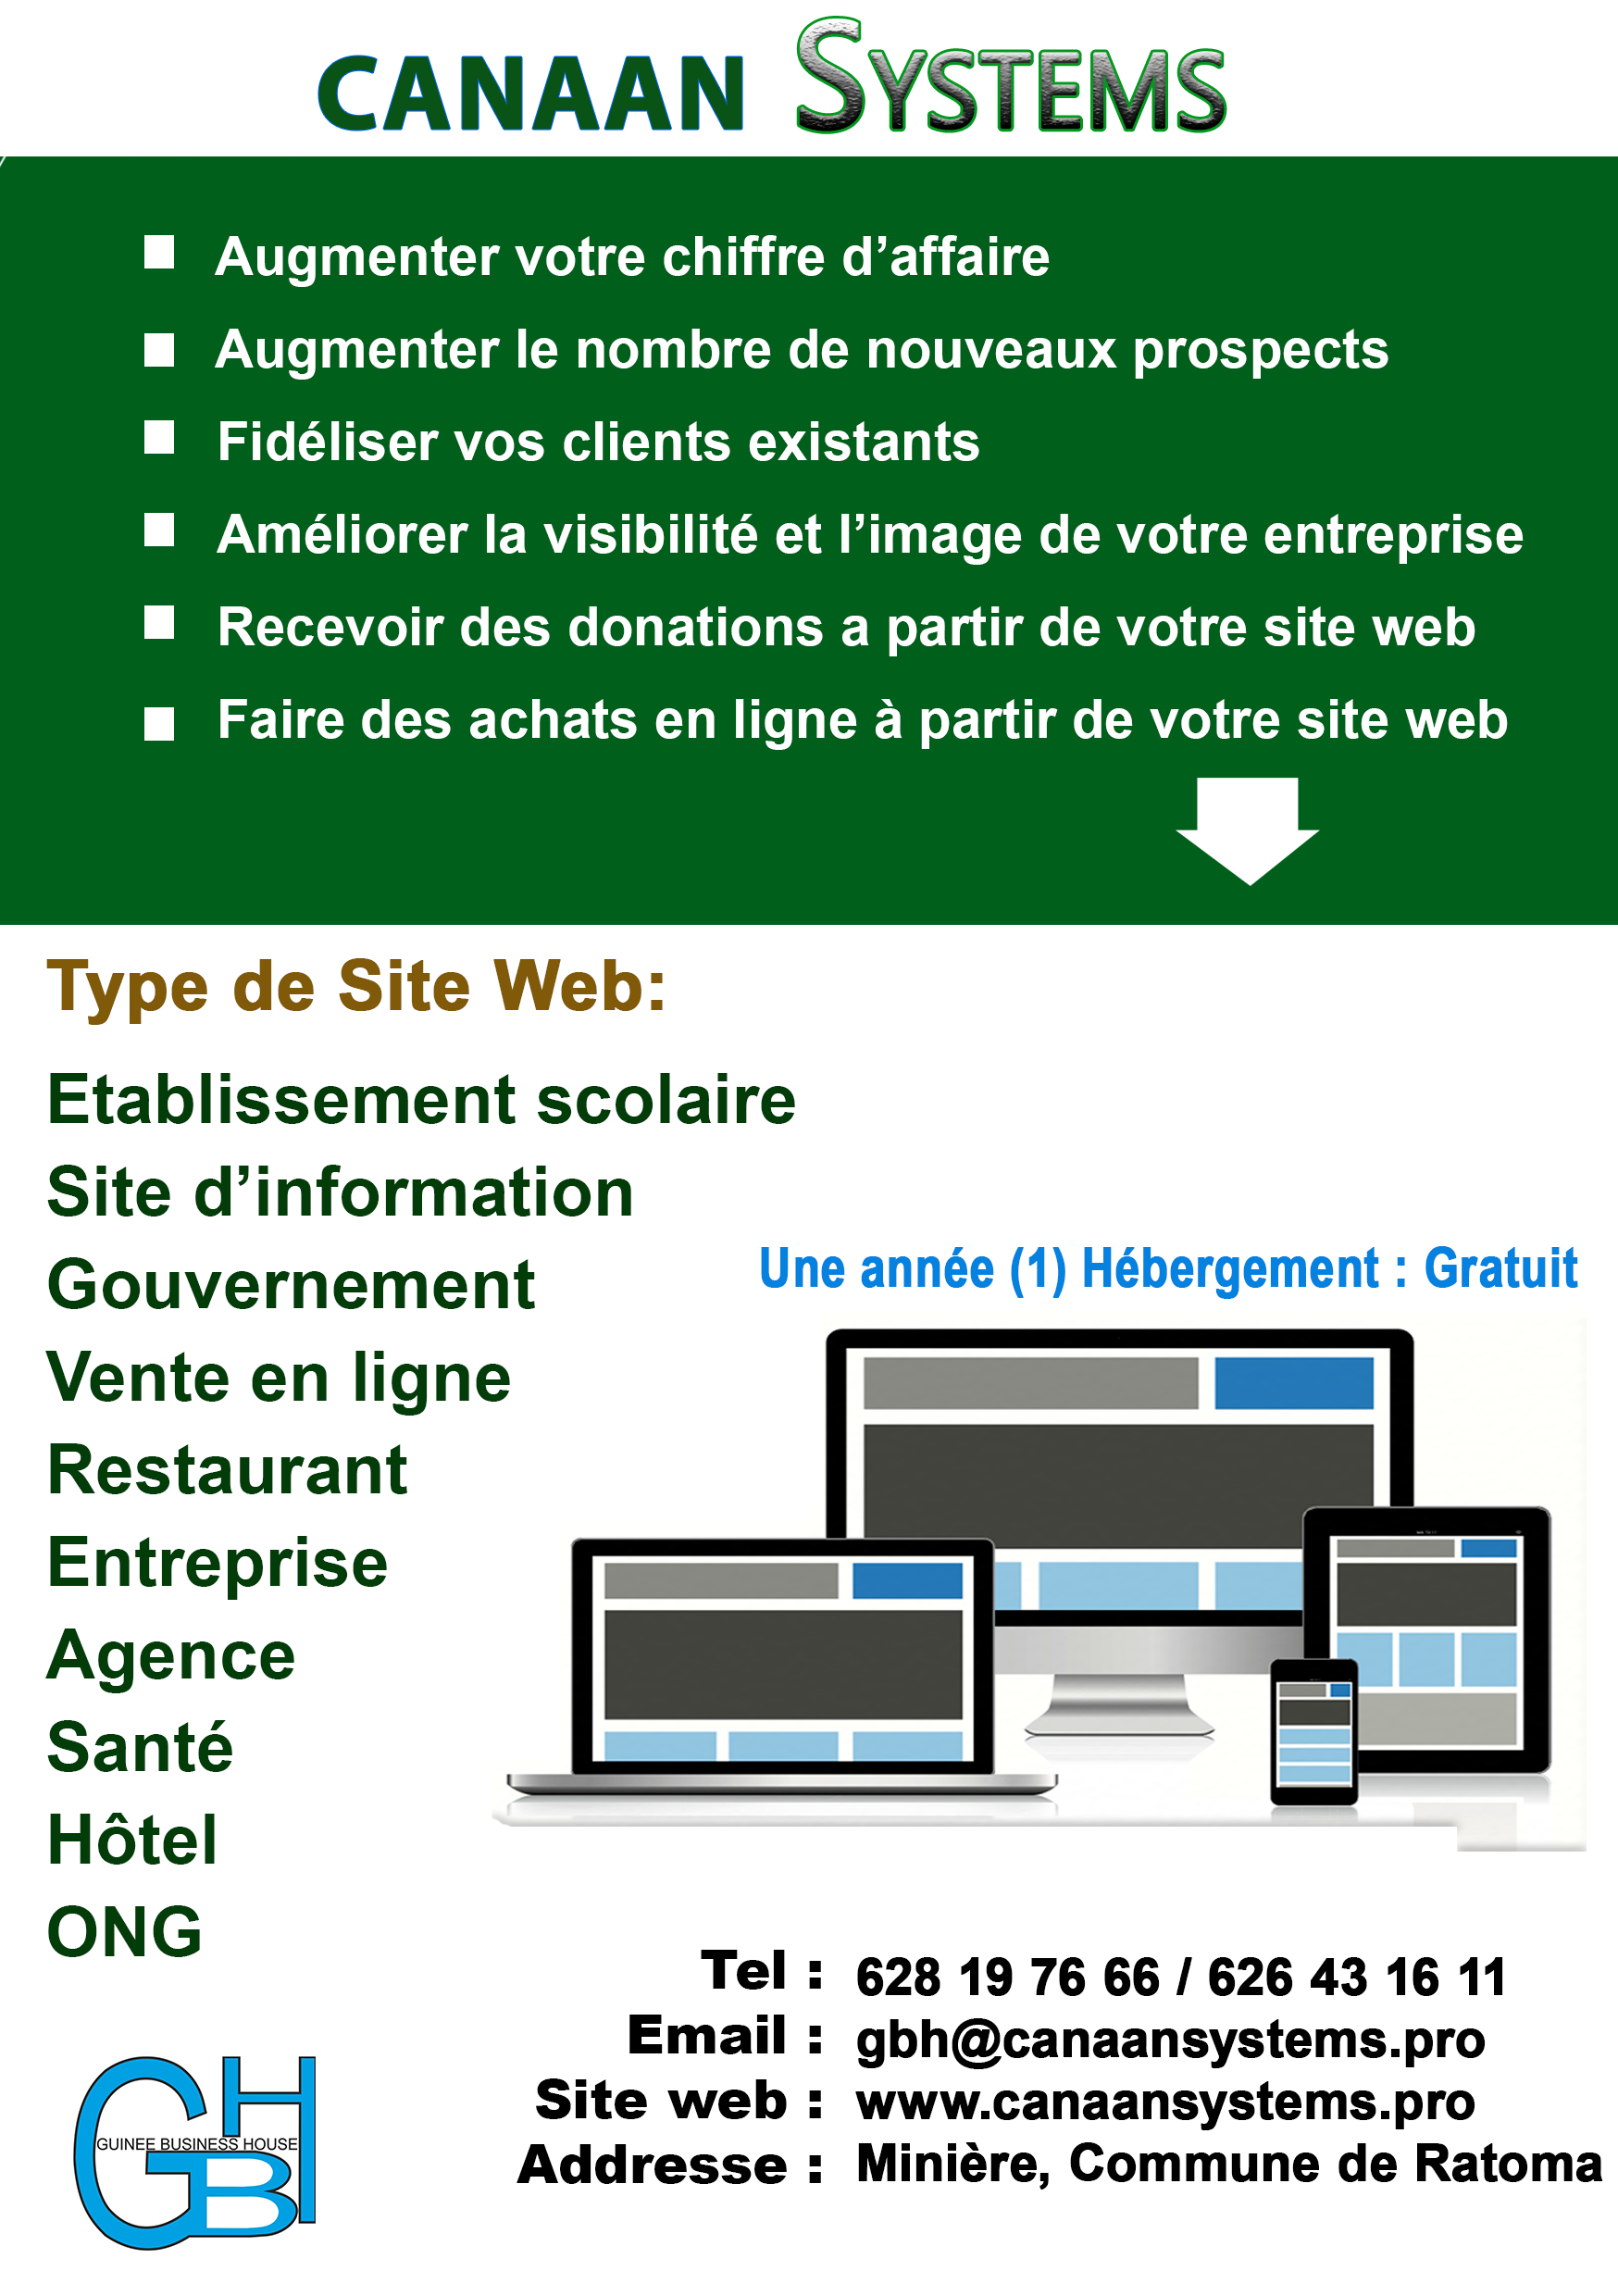 CANAAN SYSTEMS
Augmenter votre chiffre d’affaire
Augmenter le nombre de nouveaux prospects
Fidéliser vos clients existants
Améliorer la visibilité et l’image de votre entreprise
Recevoir des donations a partir de votre site web
Faire des achats en ligne à partir de votre site web
Type de Site Web:
Etablissement scolaire
Site d’information
Gouvernement
Vente en ligne
Restaurant
Entreprise
Agence
Santé
Hôtel
ONG
Une année (1) Hébergement : Gratuit
Tel : 628 19 76 66 / 626 43 16 11
Email : gbh@canaansystems.pro
Site web : www.canaansystems.pro
Addresse : Minière, Commune de Ratoma
GBH
GUINEE BUSINESS HOUSE